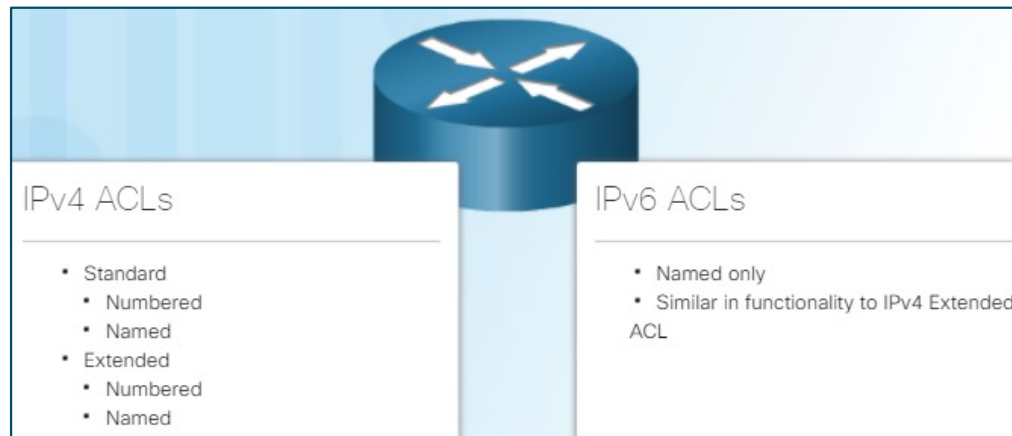 IPv4 ACLs
• Standard
▪ Numbered
▪ Named
• Extended
▪ Numbered
▪ Named
IPv6 ACLs
▪ Named only
▪ Similar in functionality to IPv4 Extended
ACL